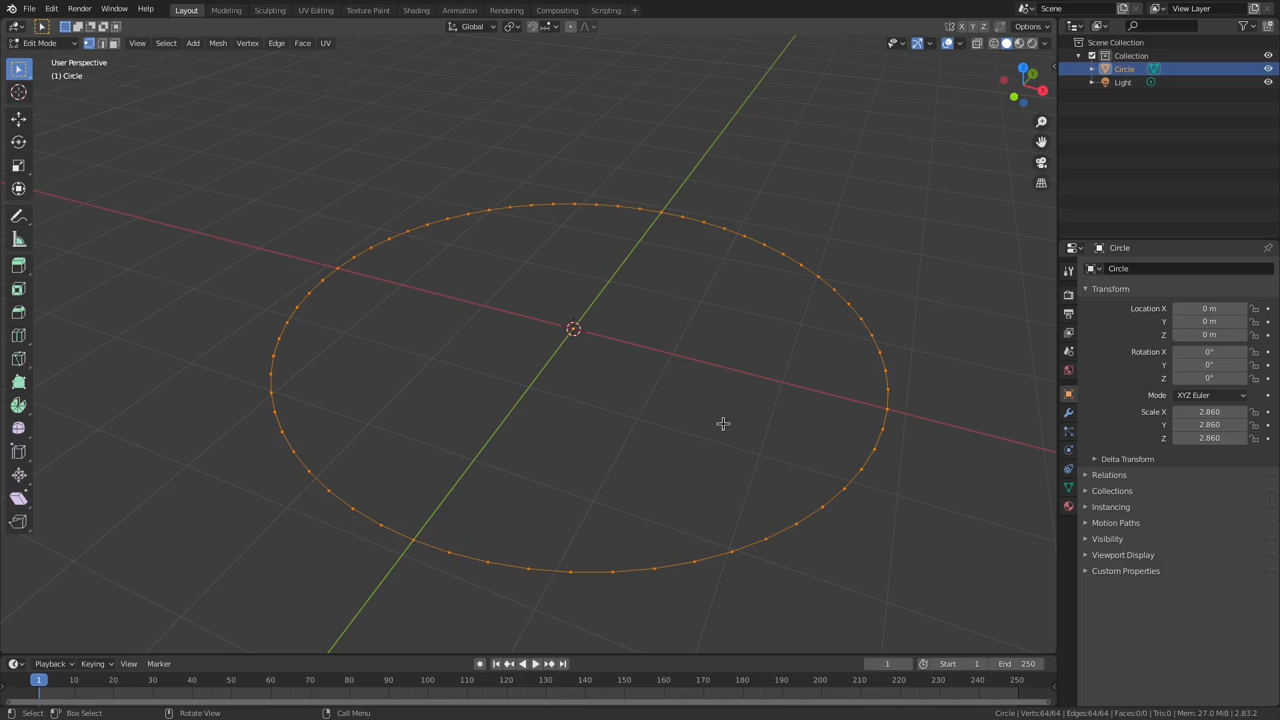 File Edit Render Window Help Layout Modeling Sculpting UV Editing Texture Paint Shading Animation Rendering Compositing Scripting + Scene View Layer
Global X Y Z Options
Edit Mode View Select Add Mesh Vertex Edge Face UV
User Perspective
(1) Circle
Z
Y
X
Scene Collection
Collection
Circle
Light
Circle
Circle
Transform
Location X 0 m
Y 0 m
Z 0 m
Rotation X 0°
Y 0°
Z 0°
Mode XYZ Euler
Scale X 2.860
Y 2.860
Z 2.860
Delta Transform
Relations
Collections
Instancing
Motion Paths
Visibility
Viewport Display
Custom Properties
Playback Keying View Marker 1 Start 1 End 250
1 10 20 30 40 50 60 70 80 90 100 110 120 130 140 150 160 170 180 190 200 210 220 230 240 250
Select Box Select Rotate View Call Menu Circle | Verts:64/64 | Edges:64/64 | Faces:0/0 | Tris:0 | Mem: 27.0 MiB | 2.83.2